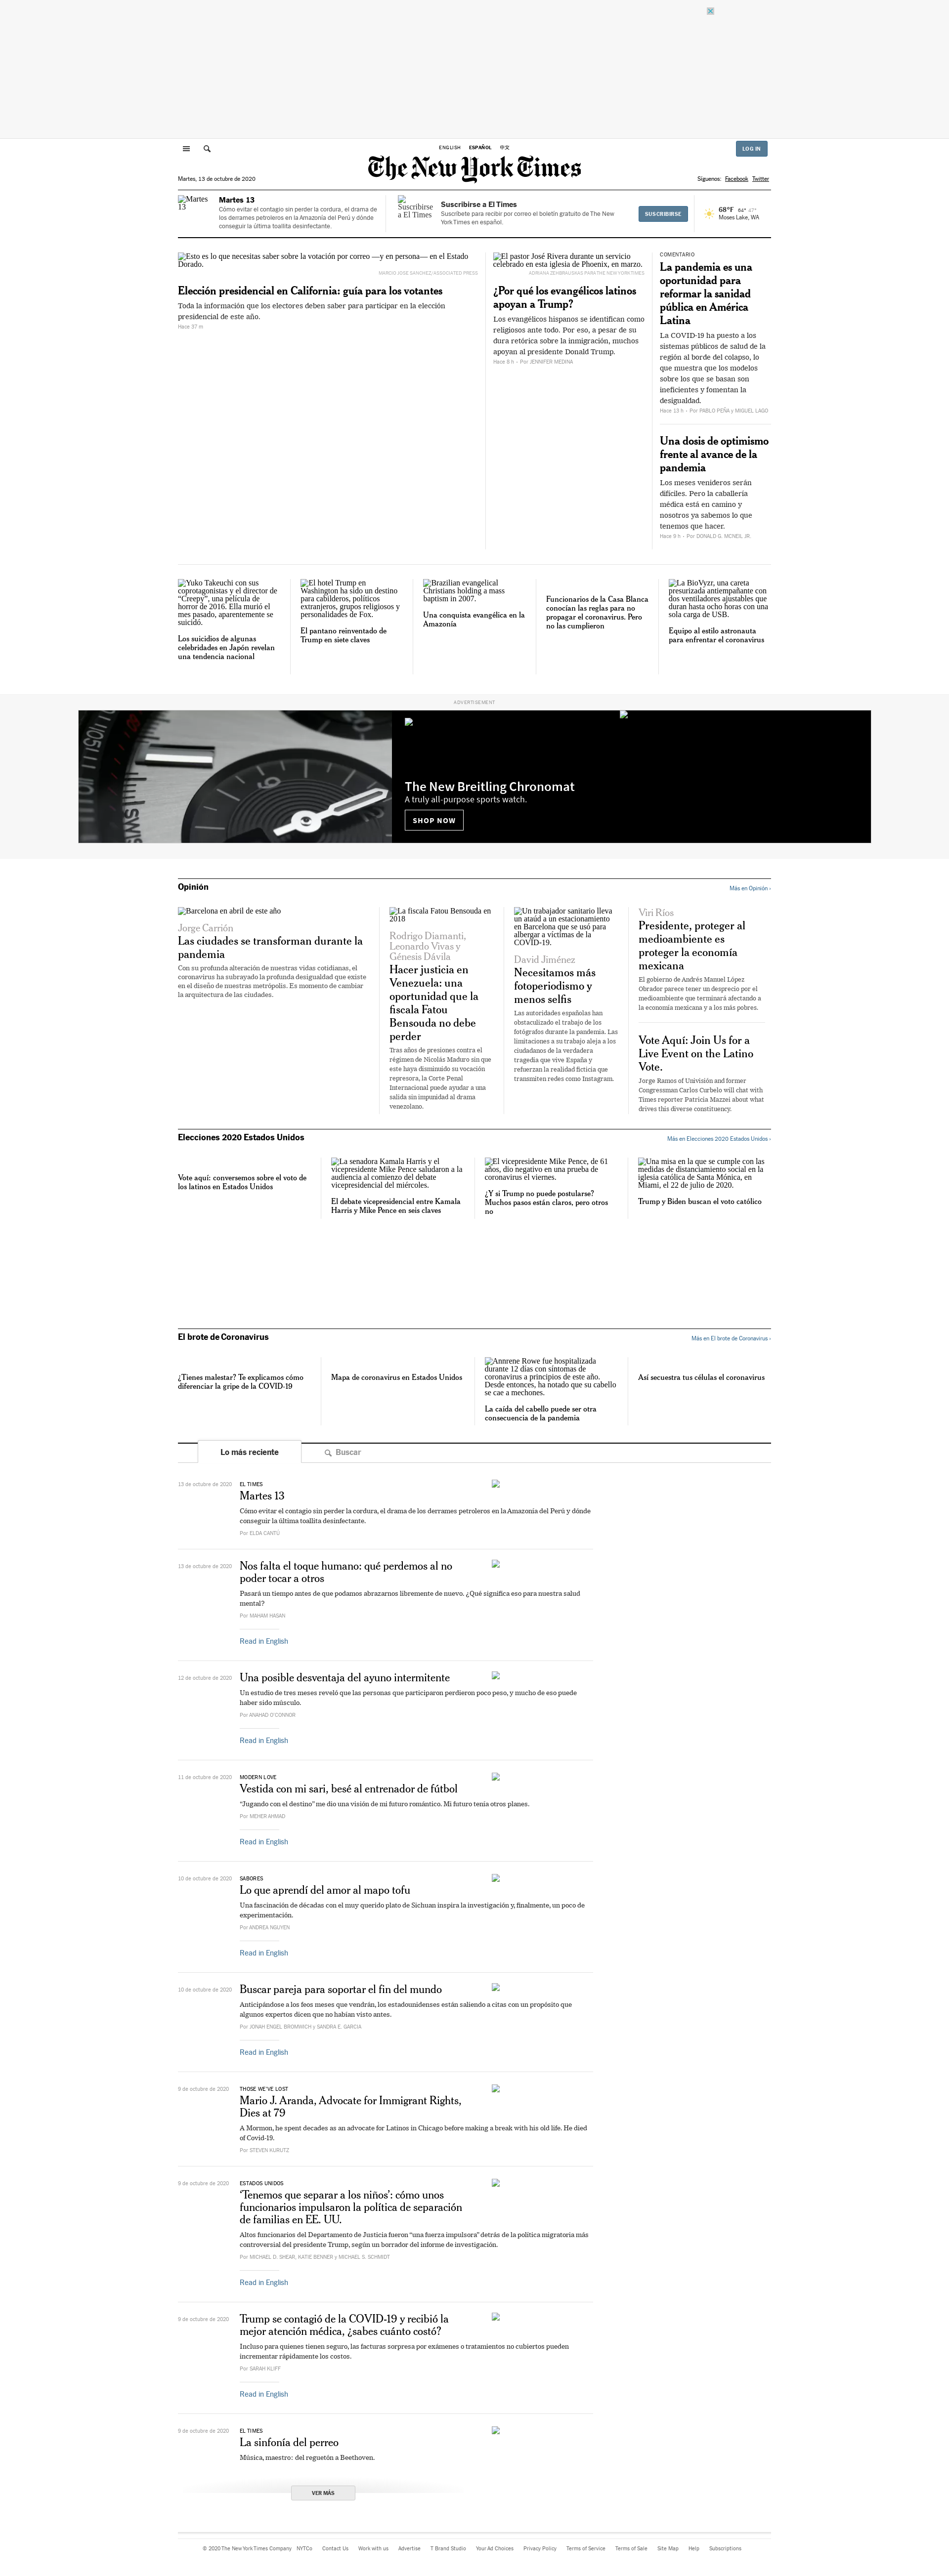 ENGLISH ESPAÑOL 中文
LOG IN
The New York Times
Martes, 13 de octubre de 2020
Síguenos: Facebook Twitter
Martes 13
Martes 13
Cómo evitar el contagio sin perder la cordura, el drama de
los derrames petroleros en la Amazonía del Perú y dónde
conseguir la última toallita desinfectante.
Suscribirse a El Times
Suscribirse a El Times
Suscríbete para recibir por correo el boletín gratuito de The New
York Times en español.
SUSCRIBIRSE
68°F 84° 47°
Moses Lake, WA
Esto es lo que necesitas saber sobre la votación por correo —y en persona— en el Estado
Dorado.
MARCIO JOSE SANCHEZ/ASSOCIATED PRESS
Elección presidencial en California: guía para los votantes
Toda la información que los electores deben saber para participar en la elección
presidencial de este año.
Hace 37 m
El pastor José Rivera durante un servicio
celebrado en esta iglesia de Phoenix, en marzo.
ADRIANA ZEHBRAUSKAS PARA THE NEW YORK TIMES
¿Por qué los evangélicos latinos
apoyan a Trump?
Los evangélicos hispanos se identifican como
religiosos ante todo. Por eso, a pesar de su
dura retórica sobre la inmigración, muchos
apoyan al presidente Donald Trump.
Hace 8 h - Por JENNIFER MEDINA
COMENTARIO
La pandemia es una
oportunidad para
reformar la sanidad
pública en América
Latina
La COVID-19 ha puesto a los
sistemas públicos de salud de la
región al borde del colapso, lo
que muestra que los modelos
sobre los que se basan son
ineficientes y fomentan la
desigualdad.
Hace 13 h - Por PABLO PEÑA y MIGUEL LAGO
Una dosis de optimismo
frente al avance de la
pandemia
Los meses venideros serán
difíciles. Pero la caballería
médica está en camino y
nosotros ya sabemos lo que
tenemos que hacer.
Hace 9 h - Por DONALD G. MCNEIL JR.
Yuko Takeuchi con sus
coprotagonistas y el director de
“Creepy”, una película de
horror de 2016. Ella murió el
mes pasado, aparentemente se
suicidó.
Los suicidios de algunas
celebridades en Japón revelan
una tendencia nacional
El hotel Trump en
Washington ha sido un destino
para cabilderos, políticos
extranjeros, grupos religiosos y
personalidades de Fox.
El pantano reinventado de
Trump en siete claves
Brazilian evangelical
Christians holding a mass
baptism in 2007.
Una conquista evangélica en la
Amazonía
Funcionarios de la Casa Blanca
conocían las reglas para no
propagar el coronavirus. Pero
no las cumplieron
La BioVyzr, una careta
presurizada antiempañante con
dos ventiladores ajustables que
duran hasta ocho horas con una
sola carga de USB.
Equipo al estilo astronauta
para enfrentar el coronavirus
ADVERTISEMENT
The New Breitling Chronomat
A truly all-purpose sports watch.
SHOP NOW
Opinión
Más en Opinión ›
Barcelona en abril de este año
Jorge Carrión
Las ciudades se transforman durante la
pandemia
Con su profunda alteración de nuestras vidas cotidianas, el
coronavirus ha subrayado la profunda desigualdad que existe
en el diseño de nuestras metrópolis. Es momento de cambiar
la arquitectura de las ciudades.
La fiscala Fatou Bensouda en
2018
Rodrigo Diamanti,
Leonardo Vivas y
Génesis Dávila
Hacer justicia en
Venezuela: una
oportunidad que la
fiscala Fatou
Bensouda no debe
perder
Tras años de presiones contra el
régimen de Nicolás Maduro sin que
este haya disminuido su vocación
represora, la Corte Penal
Internacional puede ayudar a una
salida sin impunidad al drama
venezolano.
Un trabajador sanitario lleva
un ataúd a un estacionamiento
en Barcelona que se usó para
albergar a víctimas de la
COVID-19.
David Jiménez
Necesitamos más
fotoperiodismo y
menos selfis
Las autoridades españolas han
obstaculizado el trabajo de los
fotógrafos durante la pandemia. Las
limitaciones a su trabajo aleja a los
ciudadanos de la verdadera
tragedia que vive España y
refuerzan la realidad ficticia que
transmiten redes como Instagram.
Viri Ríos
Presidente, proteger al
medioambiente es
proteger la economía
mexicana
El gobierno de Andrés Manuel López
Obrador parece tener un desprecio por el
medioambiente que terminará afectando a
la economía mexicana y a los más pobres.
Vote Aquí: Join Us for a
Live Event on the Latino
Vote.
Jorge Ramos of Univisión and former
Congressman Carlos Curbelo will chat with
Times reporter Patricia Mazzei about what
drives this diverse constituency.
Elecciones 2020 Estados Unidos
Más en Elecciones 2020 Estados Unidos ›
Vote aquí: conversemos sobre el voto de
los latinos en Estados Unidos
La senadora Kamala Harris y el
vicepresidente Mike Pence saludaron a la
audiencia al comienzo del debate
vicepresidencial del miércoles.
El debate vicepresidencial entre Kamala
Harris y Mike Pence en seis claves
El vicepresidente Mike Pence, de 61
años, dio negativo en una prueba de
coronavirus el viernes.
¿Y si Trump no puede postularse?
Muchos pasos están claros, pero otros
no
Una misa en la que se cumple con las
medidas de distanciamiento social en la
iglesia católica de Santa Mónica, en
Miami, el 22 de julio de 2020.
Trump y Biden buscan el voto católico
El brote de Coronavirus
Más en El brote de Coronavirus ›
¿Tienes malestar? Te explicamos cómo
diferenciar la gripe de la COVID-19
Mapa de coronavirus en Estados Unidos
Annrene Rowe fue hospitalizada
durante 12 días con síntomas de
coronavirus a principios de este año.
Desde entonces, ha notado que su cabello
se cae a mechones.
La caída del cabello puede ser otra
consecuencia de la pandemia
Así secuestra tus células el coronavirus
Lo más reciente
Buscar
13 de octubre de 2020
EL TIMES
Martes 13
Cómo evitar el contagio sin perder la cordura, el drama de los derrames petroleros en la Amazonía del Perú y dónde
conseguir la última toallita desinfectante.
Por ELDA CANTÚ
13 de octubre de 2020
Nos falta el toque humano: qué perdemos al no
poder tocar a otros
Pasará un tiempo antes de que podamos abrazarnos libremente de nuevo. ¿Qué significa eso para nuestra salud
mental?
Por MAHAM HASAN
Read in English
12 de octubre de 2020
Una posible desventaja del ayuno intermitente
Un estudio de tres meses reveló que las personas que participaron perdieron poco peso, y mucho de eso puede
haber sido músculo.
Por ANAHAD O'CONNOR
Read in English
11 de octubre de 2020
MODERN LOVE
Vestida con mi sari, besé al entrenador de fútbol
“Jugando con el destino” me dio una visión de mi futuro romántico. Mi futuro tenía otros planes.
Por MEHER AHMAD
Read in English
10 de octubre de 2020
SABORES
Lo que aprendí del amor al mapo tofu
Una fascinación de décadas con el muy querido plato de Sichuan inspira la investigación y, finalmente, un poco de
experimentación.
Por ANDREA NGUYEN
Read in English
10 de octubre de 2020
Buscar pareja para soportar el fin del mundo
Anticipándose a los feos meses que vendrán, los estadounidenses están saliendo a citas con un propósito que
algunos expertos dicen que no habían visto antes.
Por JONAH ENGEL BROMWICH y SANDRA E. GARCIA
Read in English
9 de octubre de 2020
THOSE WE'VE LOST
Mario J. Aranda, Advocate for Immigrant Rights,
Dies at 79
A Mormon, he spent decades as an advocate for Latinos in Chicago before making a break with his old life. He died
of Covid-19.
Por STEVEN KURUTZ
9 de octubre de 2020
ESTADOS UNIDOS
‘Tenemos que separar a los niños’: cómo unos
funcionarios impulsaron la política de separación
de familias en EE. UU.
Altos funcionarios del Departamento de Justicia fueron “una fuerza impulsora” detrás de la política migratoria más
controversial del presidente Trump, según un borrador del informe de investigación.
Por MICHAEL D. SHEAR, KATIE BENNER y MICHAEL S. SCHMIDT
Read in English
9 de octubre de 2020
Trump se contagió de la COVID-19 y recibió la
mejor atención médica, ¿sabes cuánto costó?
Incluso para quienes tienen seguro, las facturas sorpresa por exámenes o tratamientos no cubiertos pueden
incrementar rápidamente los costos.
Por SARAH KLIFF
Read in English
9 de octubre de 2020
EL TIMES
La sinfonía del perreo
Música, maestro: del reguetón a Beethoven.
VER MÁS
© 2020 The New York Times Company NYTCo Contact Us Work with us Advertise T Brand Studio Your Ad Choices Privacy Policy Terms of Service Terms of Sale Site Map Help Subscriptions